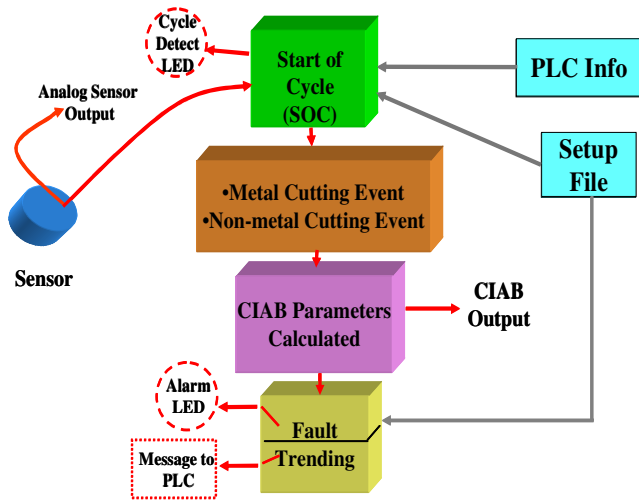 Cycle
Detect
LED
Start of
Cycle
(SOC)
PLC Info
Analog Sensor
Output
Setup
File
•Metal Cutting Event
•Non-metal Cutting Event
Sensor
CIAB Parameters
Calculated
CIAB
Output
Alarm
LED
Fault
Trending
Message to
PLC